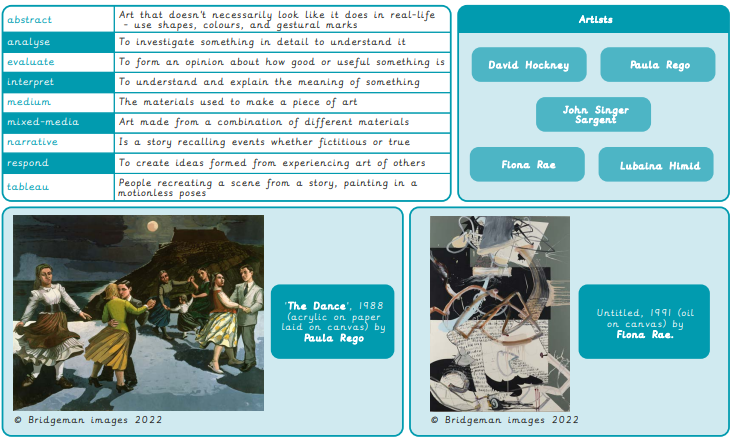 abstract
Art that doesn't necessarily look like it does in real-life
- use shapes, colours, and gestural marks
analyse
To investigate something in detail to understand it
evaluate
To form an opinion about how good or useful something is
interpret
To understand and explain the meaning of something
medium
The materials used to make a piece of art
mixed-media
Art made from a combination of different materials
narrative
Is a story recalling events whether fictitious or true
respond
To create ideas formed from experiencing art of others
tableau
People recreating a scene from a story, painting in a
motionless poses
Artists
David Hockney
Paula Rego
John Singer
Sargent
Fiona Rae
Lubaina Himid
'The Dance', 1988
(acrylic on paper
laid on canvas) by
Paula Rego
© Bridgeman images 2022
Untitled, 1991 (oil
on canvas) by
Fiona Rae.
© Bridgeman images 2022